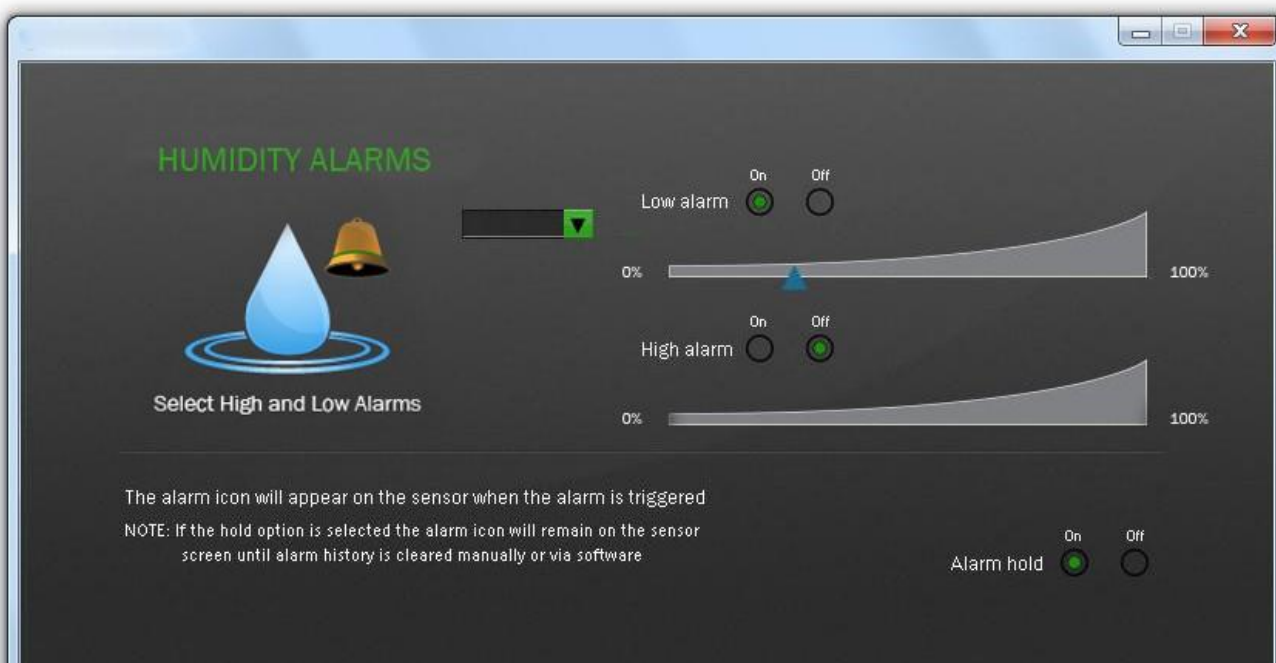 HUMIDITY ALARMS
Select High and Low Alarms
On Off
Low alarm
0% 100%
On Off
High alarm
0% 100%
The alarm icon will appear on the sensor when the alarm is triggered
NOTE: If the hold option is selected the alarm icon will remain on the sensor
screen until alarm history is cleared manually or via software
On Off
Alarm hold